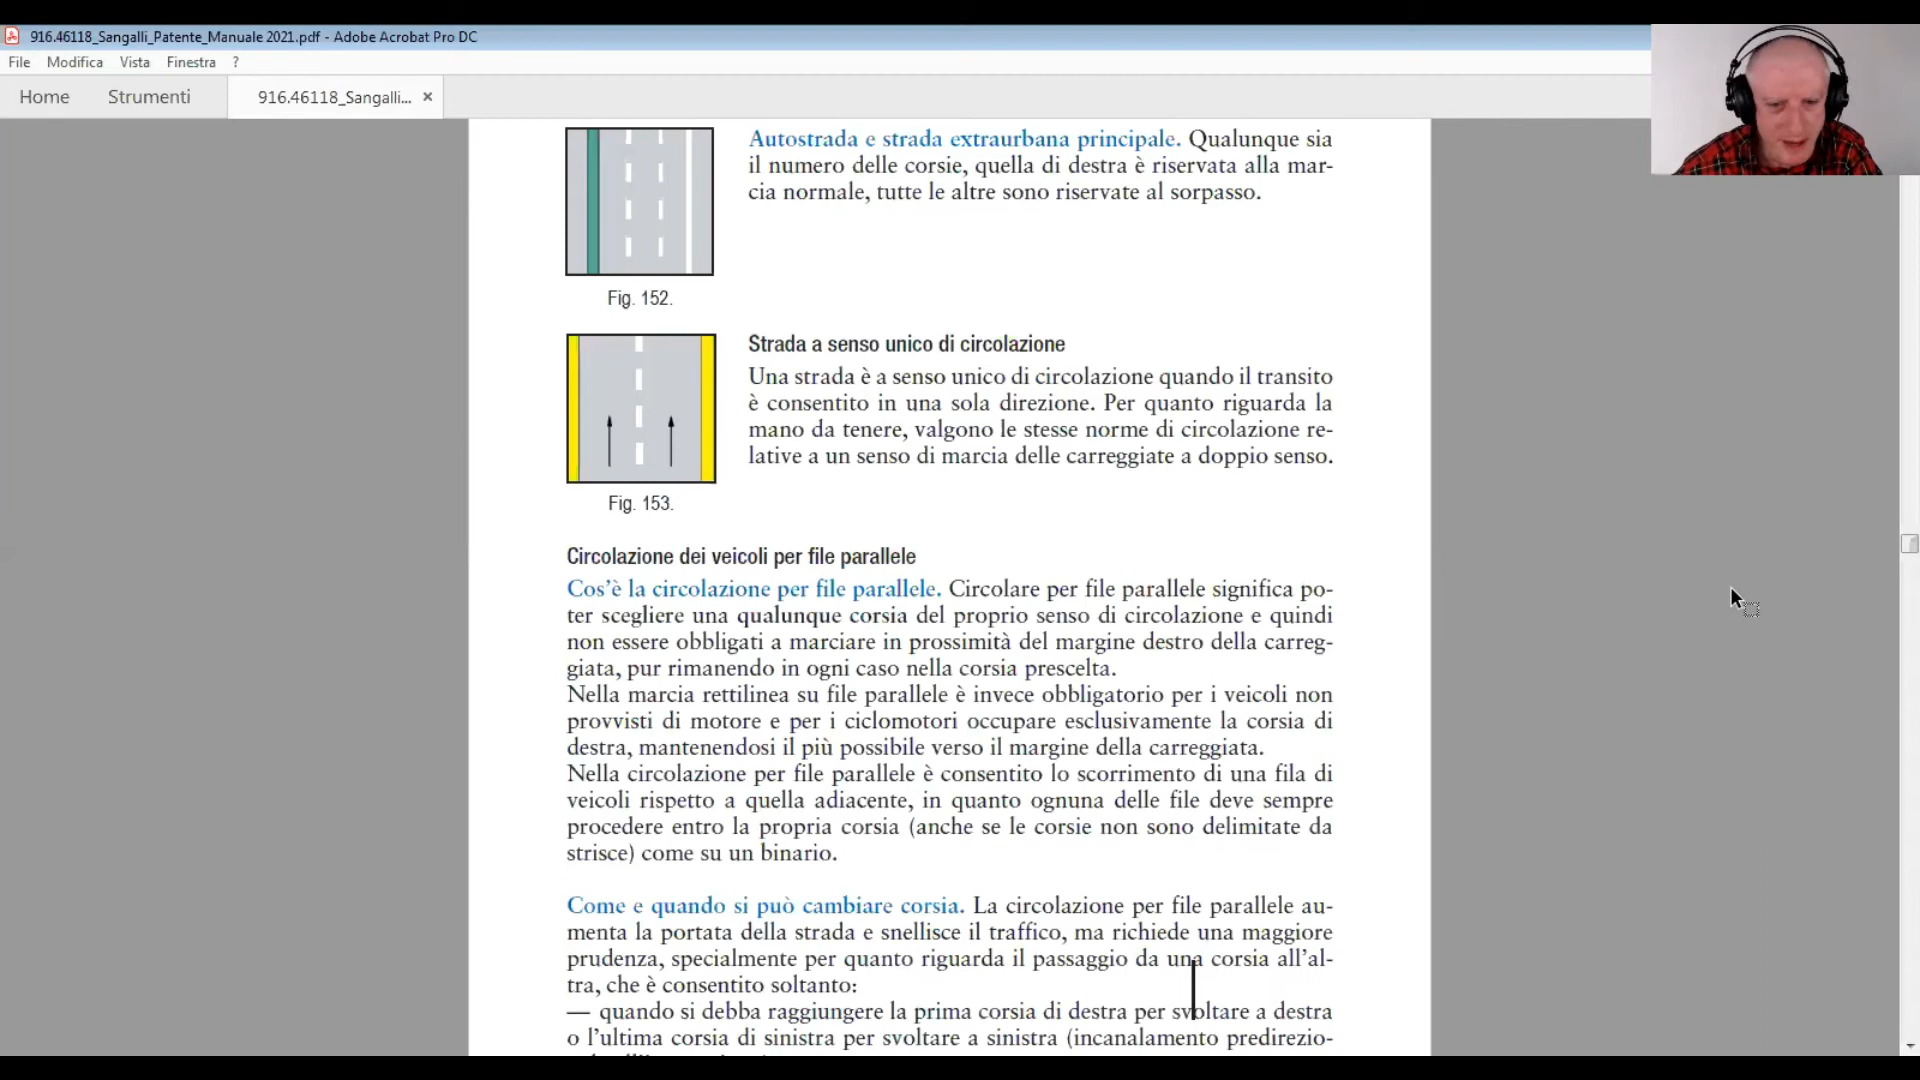 916.46118_Sangalli_Patente_Manuale 2021.pdf - Adobe Acrobat Pro DC
File Modifica Vista Finestra ?
Home Strumenti 916.46118_Sangalli... ×
Autostrada e strada extraurbana principale. Qualunque sia
il numero delle corsie, quella di destra è riservata alla mar-
cia normale, tutte le altre sono riservate al sorpasso.
Fig. 152.
Strada a senso unico di circolazione
Una strada è a senso unico di circolazione quando il transito
è consentito in una sola direzione. Per quanto riguarda la
mano da tenere, valgono le stesse norme di circolazione re-
lative a un senso di marcia delle carreggiate a doppio senso.
Fig. 153.
Circolazione dei veicoli per file parallele
Cos'è la circolazione per file parallele. Circolare per file parallele significa po-
ter scegliere una qualunque corsia del proprio senso di circolazione e quindi
non essere obbligati a marciare in prossimità del margine destro della carreg-
giata, pur rimanendo in ogni caso nella corsia prescelta.
Nella marcia rettilinea su file parallele è invece obbligatorio per i veicoli non
provvisti di motore e per i ciclomotori occupare esclusivamente la corsia di
destra, mantenendosi il più possibile verso il margine della carreggiata.
Nella circolazione per file parallele è consentito lo scorrimento di una fila di
veicoli rispetto a quella adiacente, in quanto ognuna delle file deve sempre
procedere entro la propria corsia (anche se le corsie non sono delimitate da
strisce) come su un binario.
Come e quando si può cambiare corsia. La circolazione per file parallele au-
menta la portata della strada e snellisce il traffico, ma richiede una maggiore
prudenza, specialmente per quanto riguarda il passaggio da una corsia all'al-
tra, che è consentito soltanto:
— quando si debba raggiungere la prima corsia di destra per svoltare a destra
o l'ultima corsia di sinistra per svoltare a sinistra (incanalamento predirezio-